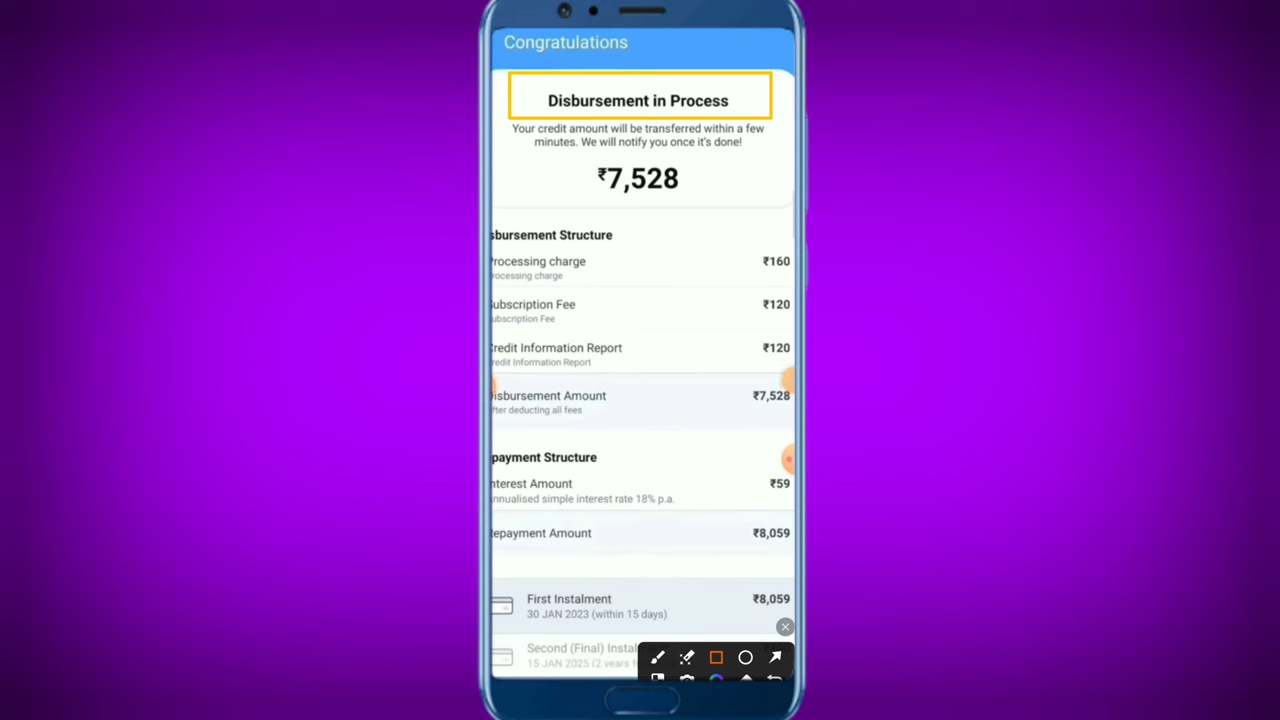 Congratulations
Disbursement in Process
Your credit amount will be transferred within a few
minutes. We will notify you once it's done!
₹7,528
sbursement Structure
Processing charge ₹160
rocessing charge
Subscription Fee ₹120
ubscription Fee
Credit Information Report ₹120
redit Information Report
isbursement Amount ₹7,528
fter deducting all fees
payment Structure
nterest Amount ₹59
Annualised simple interest rate 18% p.a.
epayment Amount ₹8,059
First Instalment ₹8,059
30 JAN 2023 (within 15 days)
Second (Final) Instal
15 JAN 2025 (2 years